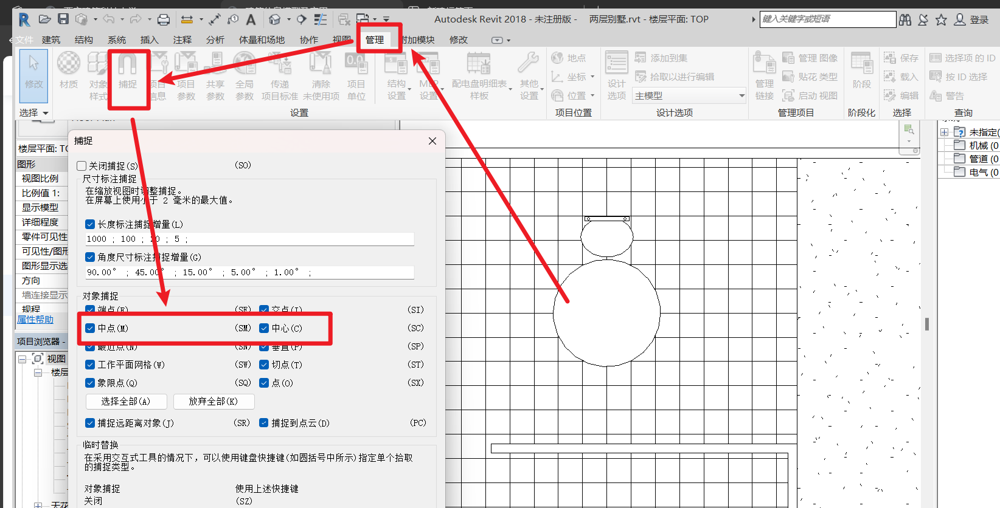 Autodesk Revit 2018 - 未注册版 - 两层别墅.rvt - 楼层平面: TOP
键入关键字或短语
登录
文件 建筑 结构 系统 插入 注释 分析 体量和场地 协作 视图 管理 附加模块 修改
修改
材质
对象
样式
捕捉
项目
信息
项目
参数
共享
参数
全局
参数
传递
项目标准
清除
未使用项
项目
单位
结构
设置
MEP
设置
配电盘明细表
样板
其他
设置
地点
坐标
位置
设计
选项
添加到集
拾取以进行编辑
主模型
管理
链接
管理 图像
贴花 类型
启动 视图
阶段
保存
载入
编辑
选择项 的 ID
按 ID 选择
警告
选择
设置
项目位置
设计选项
管理项目
阶段化
选择
查询
楼层平面: TO
图形
视图比例
比例值 1:
显示模型
详细程度
零件可见性
可见性/图形
图形显示选
方向
墙连接显示
规程
属性帮助
项目浏览器 -
视图
楼层
天花
捕捉
关闭捕捉(S) (SO)
尺寸标注捕捉
在缩放视图时调整捕捉。
在屏幕上使用小于 2 毫米的最大值。
长度标注捕捉增量(L)
1000 ; 100 ; 20 ; 5 ;
角度尺寸标注捕捉增量(G)
90.00° ; 45.00° ; 15.00° ; 5.00° ; 1.00° ;
对象捕捉
端点(E) (SE) 交点(I) (SI)
中点(M) (SM) 中心(C) (SC)
最近点(N) (SN) 垂直(P) (SP)
工作平面网格(W) (SW) 切点(T) (ST)
象限点(Q) (SQ) 点(O) (SX)
选择全部(A) 放弃全部(K)
捕捉远距离对象(J) (SR) 捕捉到点云(D) (PC)
临时替换
在采用交互式工具的情况下，可以使用键盘快捷键(如圆括号中所示)指定单个拾取
的捕捉类型。
对象捕捉 使用上述快捷键
关闭 (SZ)
未指定(
机械 (0
管道 (0
电气 (0